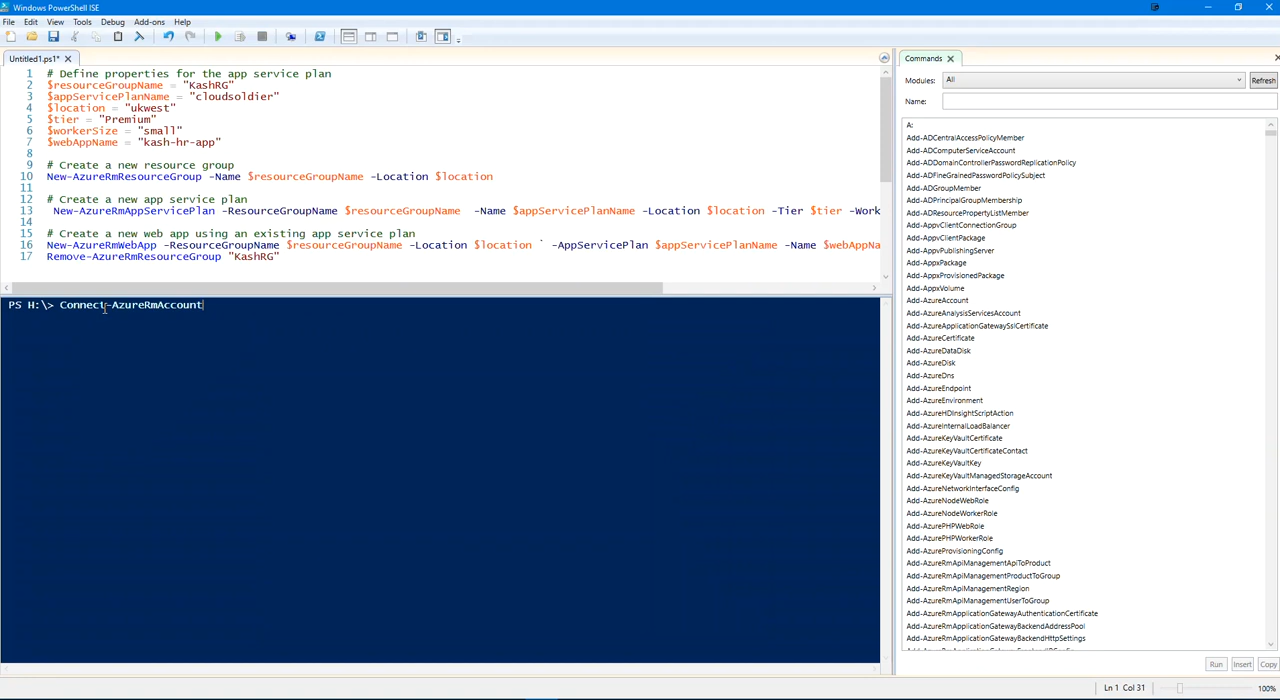 Windows PowerShell ISE
File Edit View Tools Debug Add-ons Help
Untitled1.ps1*
1 # Define properties for the app service plan
2 $resourceGroupName = "KashRG"
3 $appServicePlanName = "cloudsoldier"
4 $location = "ukwest"
5 $tier = "Premium"
6 $workerSize = "small"
7 $webAppName = "kash-hr-app"
8
9 # Create a new resource group
10 New-AzureRmResourceGroup -Name $resourceGroupName -Location $location
11
12 # Create a new app service plan
13 New-AzureRmAppServicePlan -ResourceGroupName $resourceGroupName -Name $appServicePlanName -Location $location -Tier $tier -Work
14
15 # Create a new web app using an existing app service plan
16 New-AzureRmWebApp -ResourceGroupName $resourceGroupName -Location $location ` -AppServicePlan $appServicePlanName -Name $webAppNa
17 Remove-AzureRmResourceGroup "KashRG"
PS H:\> Connect-AzureRmAccount
Commands
Modules: All Refresh
Name:
A:
Add-ADCentralAccessPolicyMember
Add-ADComputerServiceAccount
Add-ADDomainControllerPasswordReplicationPolicy
Add-ADFineGrainedPasswordPolicySubject
Add-ADGroupMember
Add-ADPrincipalGroupMembership
Add-ADResourcePropertyListMember
Add-AppvClientConnectionGroup
Add-AppvClientPackage
Add-AppvPublishingServer
Add-AppxPackage
Add-AppxProvisionedPackage
Add-AppxVolume
Add-AzureAccount
Add-AzureAnalysisServicesAccount
Add-AzureApplicationGatewaySslCertificate
Add-AzureCertificate
Add-AzureDataDisk
Add-AzureDisk
Add-AzureDns
Add-AzureEndpoint
Add-AzureEnvironment
Add-AzureHDInsightScriptAction
Add-AzureInternalLoadBalancer
Add-AzureKeyVaultCertificate
Add-AzureKeyVaultCertificateContact
Add-AzureKeyVaultKey
Add-AzureKeyVaultManagedStorageAccount
Add-AzureNetworkInterfaceConfig
Add-AzureNodeWebRole
Add-AzureNodeWorkerRole
Add-AzurePHPWebRole
Add-AzurePHPWorkerRole
Add-AzureProvisioningConfig
Add-AzureRmApiManagementApiToProduct
Add-AzureRmApiManagementProductToGroup
Add-AzureRmApiManagementRegion
Add-AzureRmApiManagementUserToGroup
Add-AzureRmApplicationGatewayAuthenticationCertificate
Add-AzureRmApplicationGatewayBackendAddressPool
Add-AzureRmApplicationGatewayBackendHttpSettings
Run Insert Copy
Ln 1 Col 31 100%